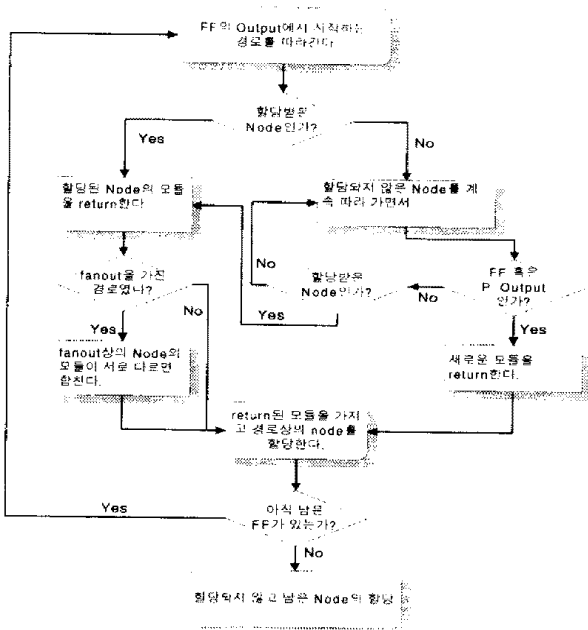 FF의 Output에서 시작하는
경로를 따라간다
할당받은
Node인가?
Yes
No
할당된 Node의 모듈
을 return한다
할당되지 않은 Node를 계
속 따라 가면서
fanout을 가진
경로였나?
No
할당받은
Node인가?
No
FF 혹은
P Output
인가?
Yes
No
Yes
Yes
fanout상의 Node의
모듈이 서로 다르면
합친다.
새로운 모듈을
return한다.
return된 모듈을 가지
고 경로상의 node를
할당한다.
Yes
아직 남은
FF가 있는가?
No
할당되지 않고 남은 Node의 할당